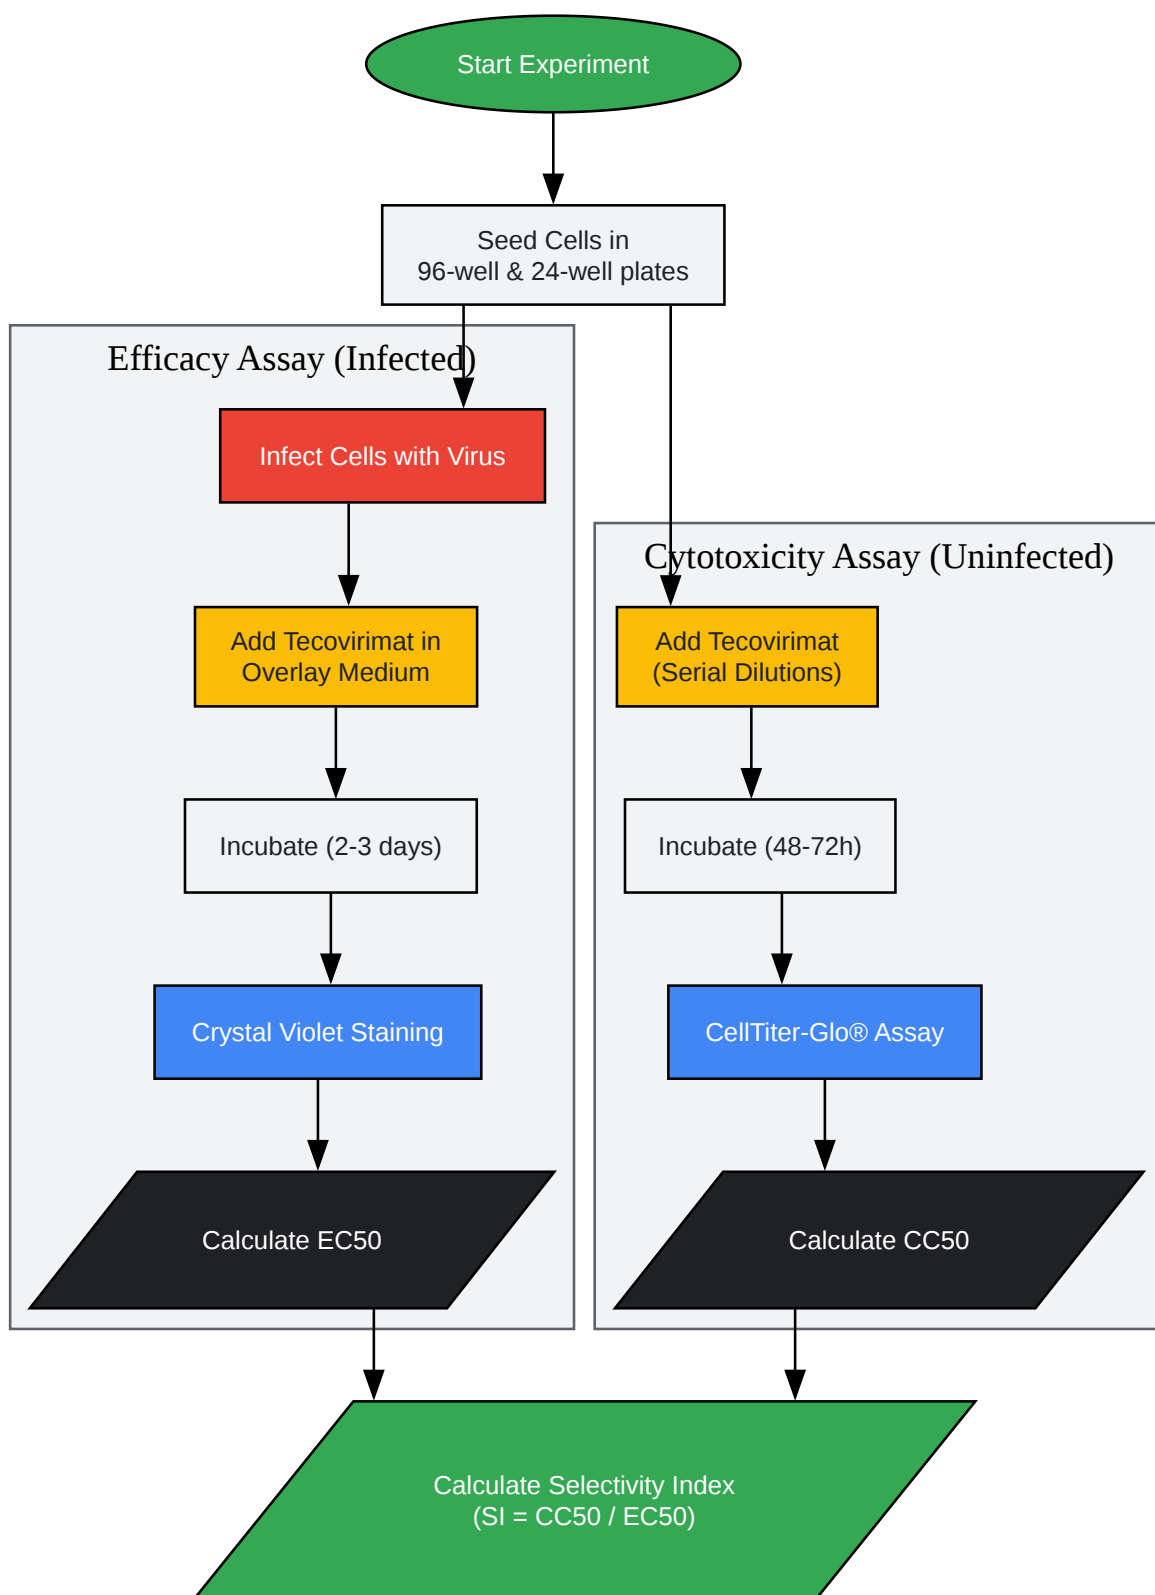 Start Experiment
Seed Cells in
96-well & 24-well plates
Efficacy Assay (Infected)
Infect Cells with Virus
Add Tecovirimat in
Overlay Medium
Incubate (2-3 days)
Crystal Violet Staining
Calculate EC50
Cytotoxicity Assay (Uninfected)
Add Tecovirimat
(Serial Dilutions)
Incubate (48-72h)
CellTiter-Glo® Assay
Calculate CC50
Calculate Selectivity Index
(SI = CC50 / EC50)